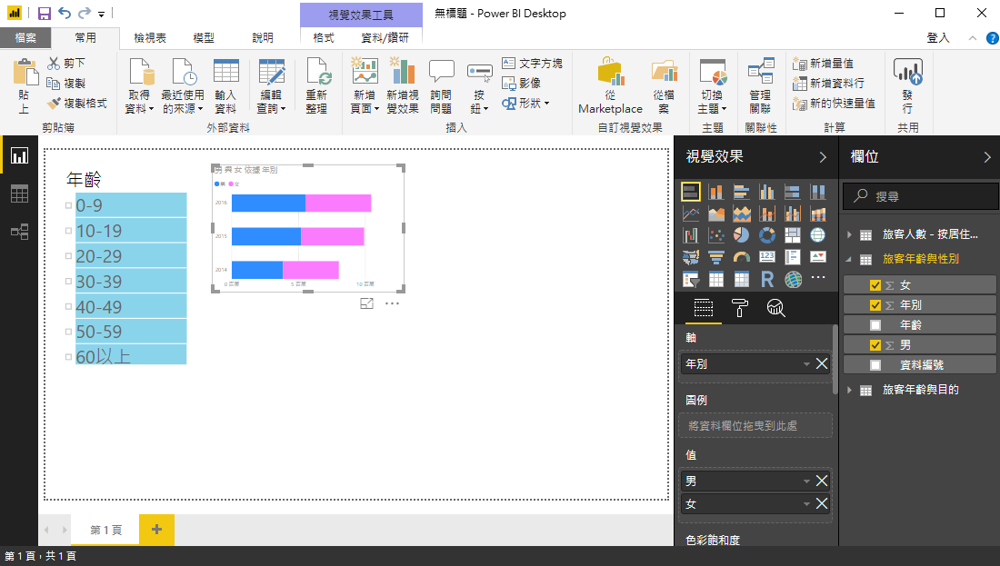 視覺效果工具
無標題 - Power BI Desktop
檔案
常用
檢視表
模型
說明
格式
資料/鑽研
登入
?
貼上
剪下
複製
複製格式
取得資料
最近使用的來源
輸入資料
編輯查詢
重新整理
新增頁面
新增視覺效果
詢問問題
按鈕
文字方塊
影像
形狀
從 Marketplace
從檔案
切換主題
管理關聯
新增量值
新增資料行
新的快速量值
發行
剪貼簿
外部資料
插入
自訂視覺效果
主題
關聯性
計算
共用
年齡
0-9
10-19
20-29
30-39
40-49
50-59
60以上
男 與 女 依據 年別
男
女
2016
2015
2014
0 百萬
5 百萬
10 百萬
視覺效果
123
R
軸
年別
圖例
將資料欄位拖曳到此處
值
男
女
色彩飽和度
欄位
搜尋
旅客人數 - 按居住...
旅客年齡與性別
Σ 女
Σ 年別
年齡
Σ 男
資料編號
旅客年齡與目的
第 1 頁
+
第 1 頁，共 1 頁